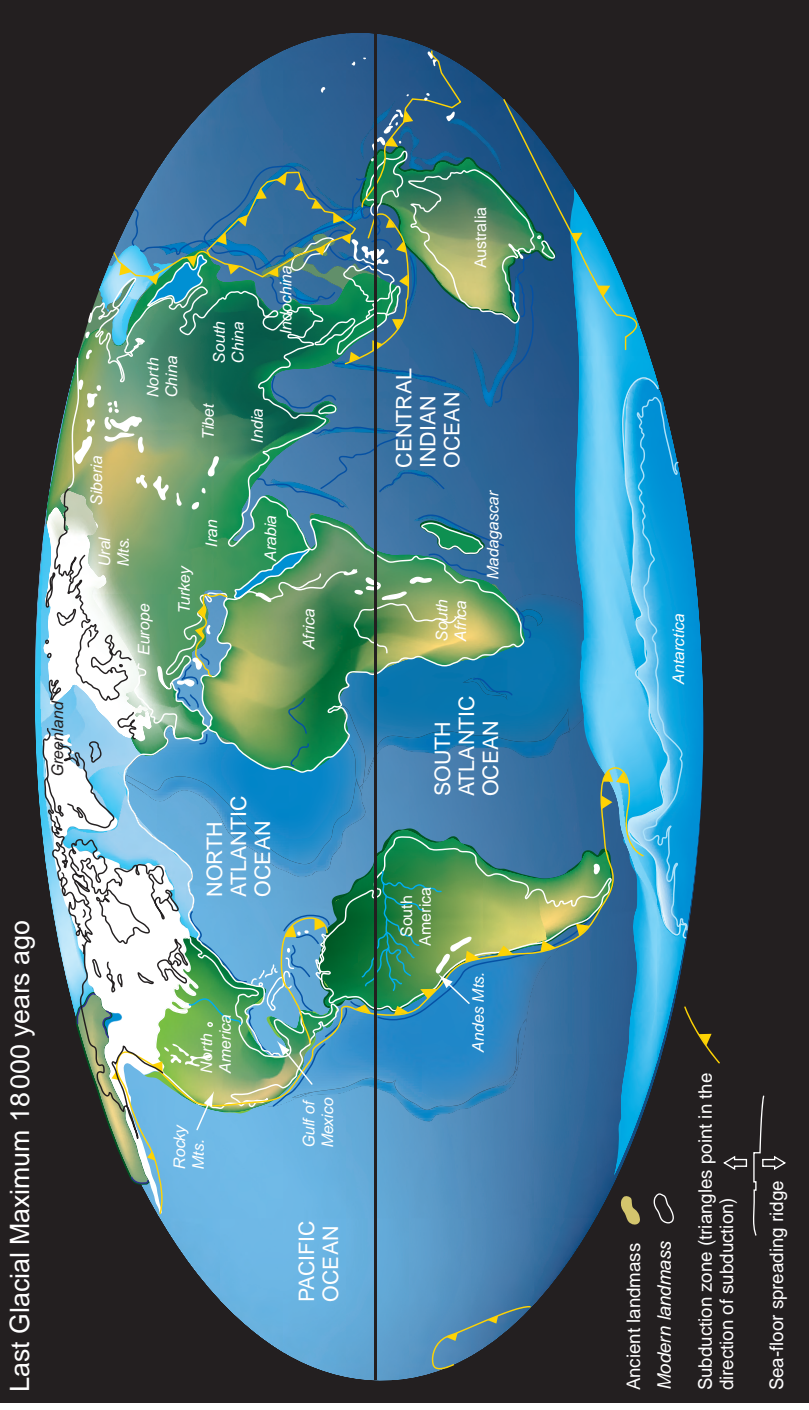 Last Glacial Maximum 18000 years ago
Greenland
Siberia
Ural
Mts.
Europe
Turkey
Iran
Tibet
North
China
South
China
Indochina
India
Arabia
Africa
South
Africa
Madagascar
Australia
Antarctica
North
America
Rocky
Mts.
Gulf of
Mexico
South
America
Andes Mts.
PACIFIC
OCEAN
NORTH
ATLANTIC
OCEAN
SOUTH
ATLANTIC
OCEAN
CENTRAL
INDIAN
OCEAN
Ancient landmass
Modern landmass
Subduction zone (triangles point in the
direction of subduction)
Sea-floor spreading ridge